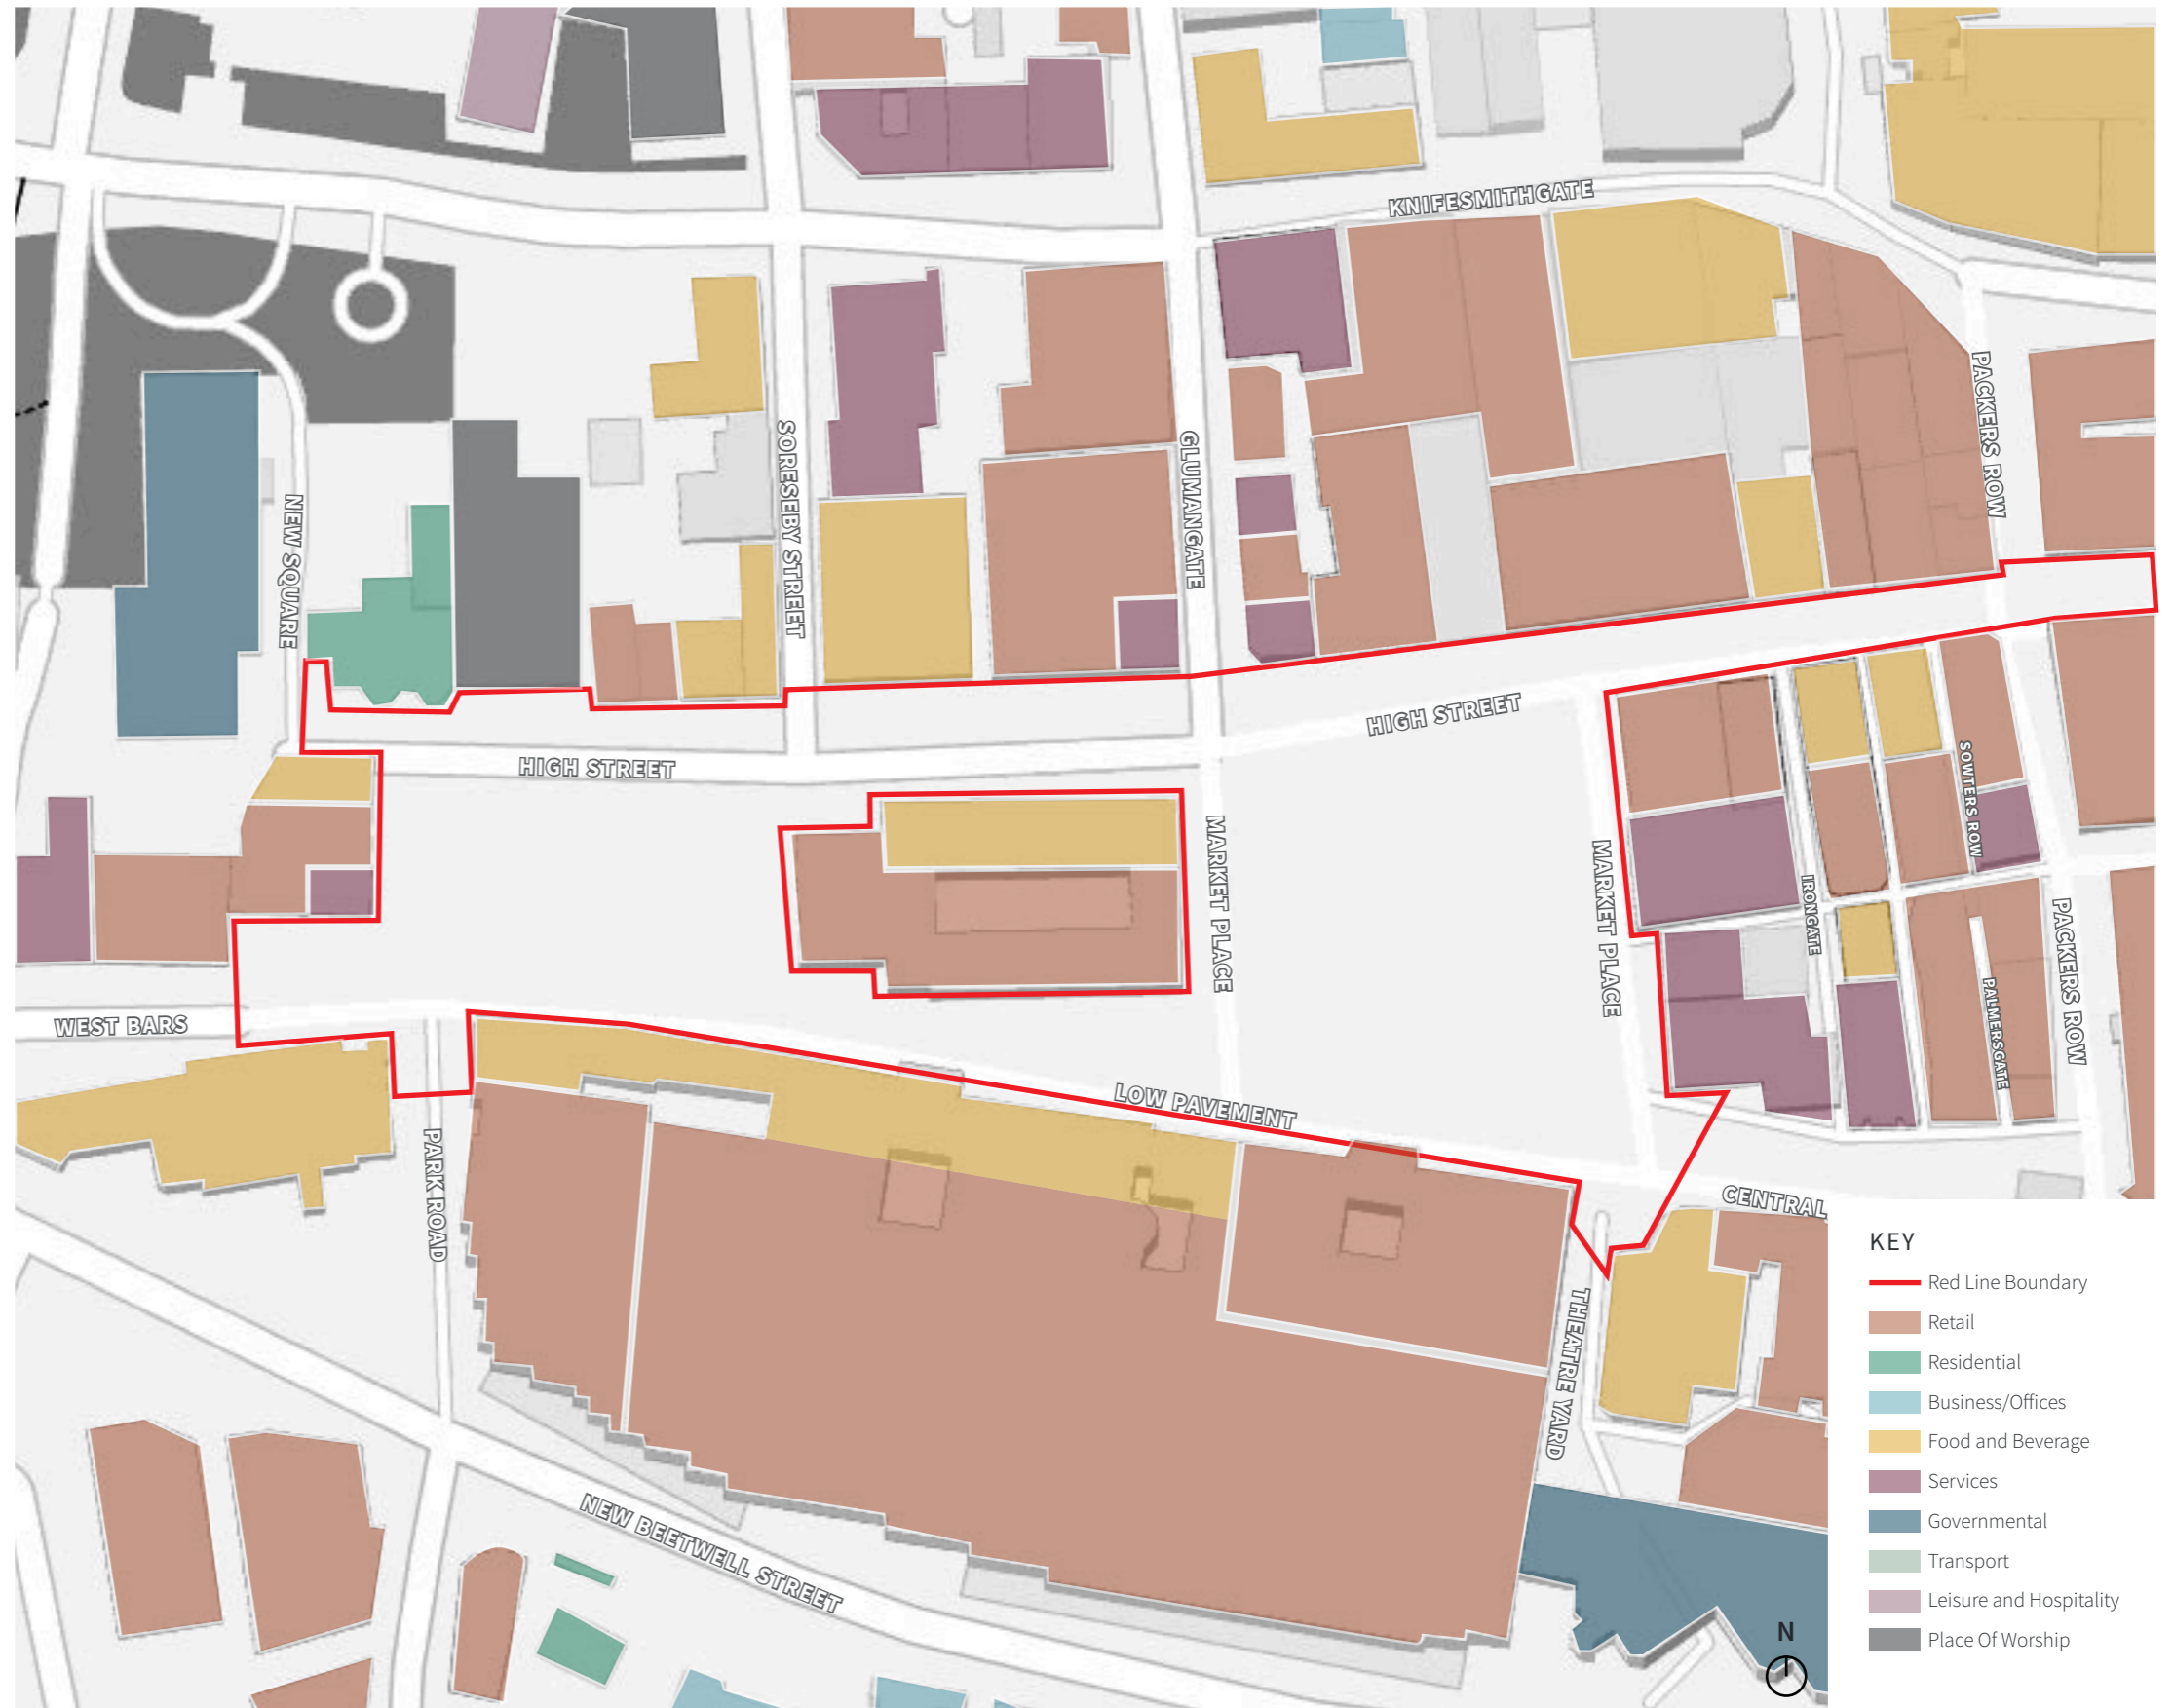 KNIFESMITHGATE
PACKERS ROW
SORESBY STREET
GLUMANGATE
NEW SQUARE
HIGH STREET
HIGH STREET
SOWTERS ROW
MARKET PLACE
MARKET PLACE
IRONGATE
PACKERS ROW
PALMERSGATE
WEST BARS
LOW PAVEMENT
PARK ROAD
CENTRAL
THEATRE YARD
NEW BEETWELL STREET
KEY
Red Line Boundary
Retail
Residential
Business/Offices
Food and Beverage
Services
Governmental
Transport
Leisure and Hospitality
Place Of Worship
N